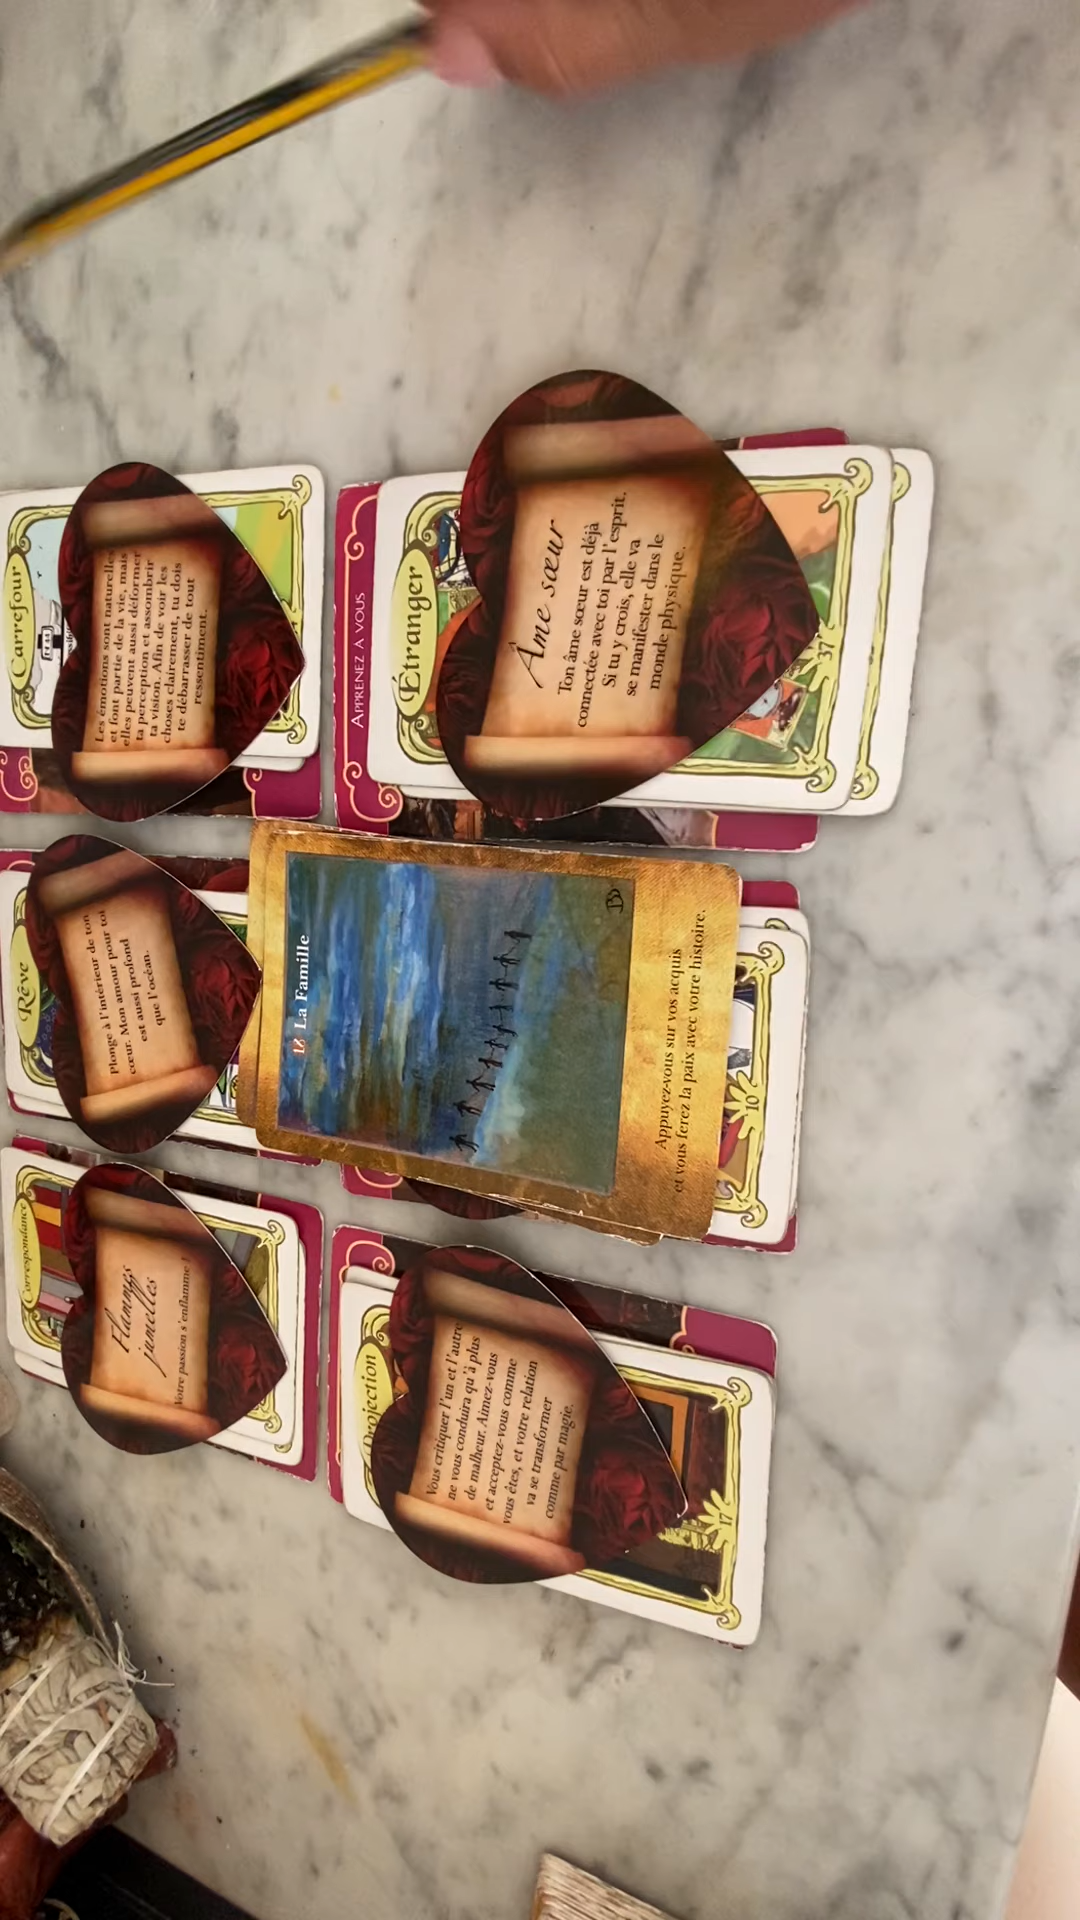 Carrefour
Les émotions sont naturelles
et font partie de la vie, mais
elles peuvent aussi déformer
ta perception et assombrir
ta vision. Afin de voir les
choses clairement, tu dois
te débarrasser de tout
ressentiment.
Rêve
Plonge à l'intérieur de ton
cœur. Mon amour pour toi
est aussi profond
que l'océan.
Correspondance
Flammes
jumelles
Votre passion s'enflamme !
APPRENEZ À VOUS
Étranger
Âme sœur
Ton âme sœur est déjà
connectée avec toi par l'esprit.
Si tu y crois, elle va
se manifester dans le
monde physique.
37
La Famille
Appuyez-vous sur vos acquis
et vous ferez la paix avec votre histoire.
10
Projection
Vous critiquer l'un et l'autre
ne vous conduira qu'à plus
de malheur. Aimez-vous
et acceptez-vous comme
vous êtes, et votre relation
va se transformer
comme par magie.
17